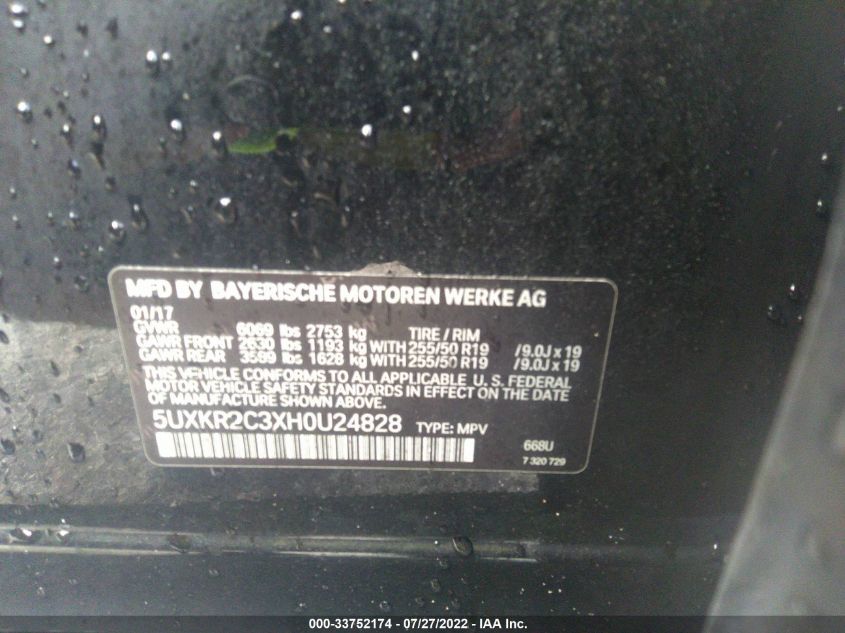 MFD BY BAYERISCHE MOTOREN WERKE AG
01/17
GVWR 6069 lbs 2753 kg TIRE / RIM
GAWR FRONT 2630 lbs 1193 kg WITH 255/50 R19 /9.0J x 19
GAWR REAR 3589 lbs 1628 kg WITH 255/50 R19 /9.0J x 19
THIS VEHICLE CONFORMS TO ALL APPLICABLE U. S. FEDERAL
MOTOR VEHICLE SAFETY STANDARDS IN EFFECT ON THE DATE
OF MANUFACTURE SHOWN ABOVE.
5UXKR2C3XH0U24828 TYPE: MPV
668U
7 320 729
000-33752174 / 07/27/2022 - IAA Inc.